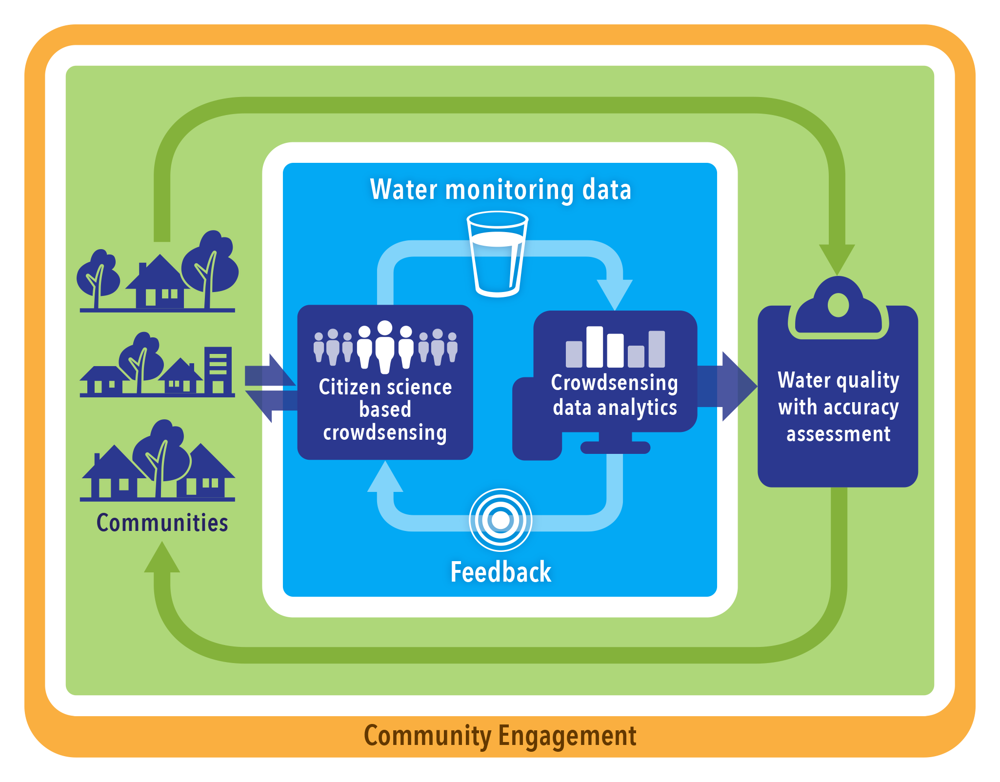 Water monitoring data
Citizen science
based
crowdsensing
Crowdsensing
data analytics
Water quality
with accuracy
assessment
Communities
Feedback
Community Engagement